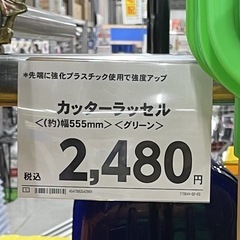 ※先端に強化プラスチック使用で強度アップ
カッターラッセル
＜(約)幅555mm＞＜グリーン＞
税込 2,480円